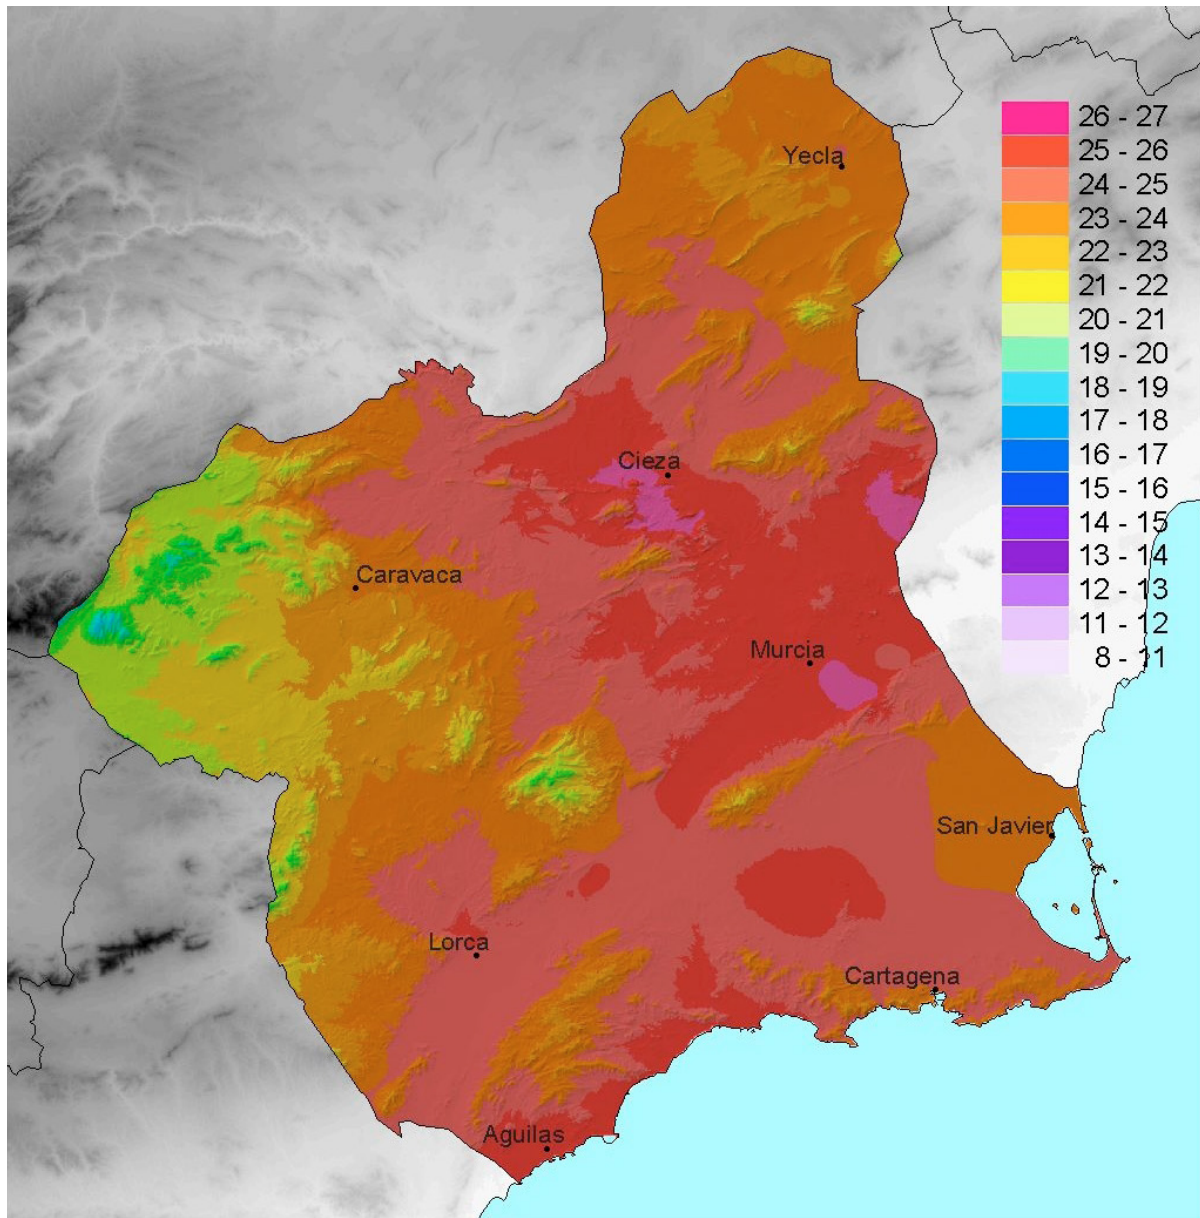 26 - 27
25 - 26
24 - 25
23 - 24
22 - 23
21 - 22
20 - 21
19 - 20
18 - 19
17 - 18
16 - 17
15 - 16
14 - 15
13 - 14
12 - 13
11 - 12
8 - 11
Yecla
Cieza
Caravaca
Murcia
San Javier
Lorca
Cartagena
Aguilas